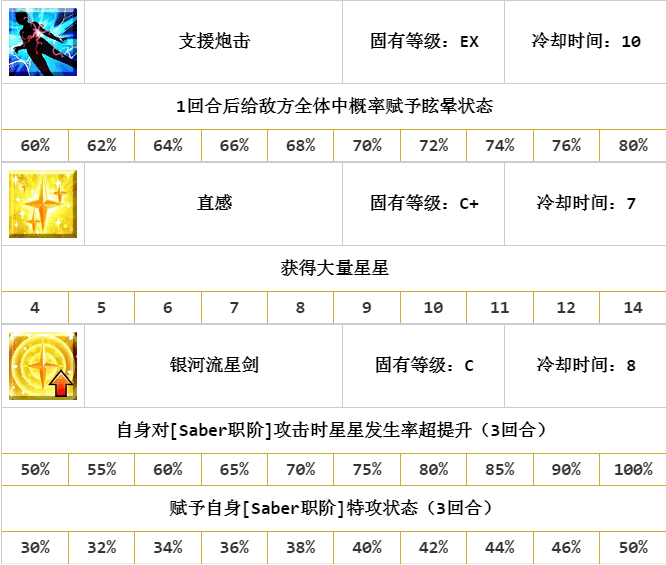 支援炮击 固有等级：EX 冷却时间：10
1回合后给敌方全体中概率赋予眩晕状态
60% 62% 64% 66% 68% 70% 72% 74% 76% 80%
直感 固有等级：C+ 冷却时间：7
获得大量星星
4 5 6 7 8 9 10 11 12 14
银河流星剑 固有等级：C 冷却时间：8
自身对[Saber职阶]攻击时星星发生率超提升（3回合）
50% 55% 60% 65% 70% 75% 80% 85% 90% 100%
赋予自身[Saber职阶]特攻状态（3回合）
30% 32% 34% 36% 38% 40% 42% 44% 46% 50%